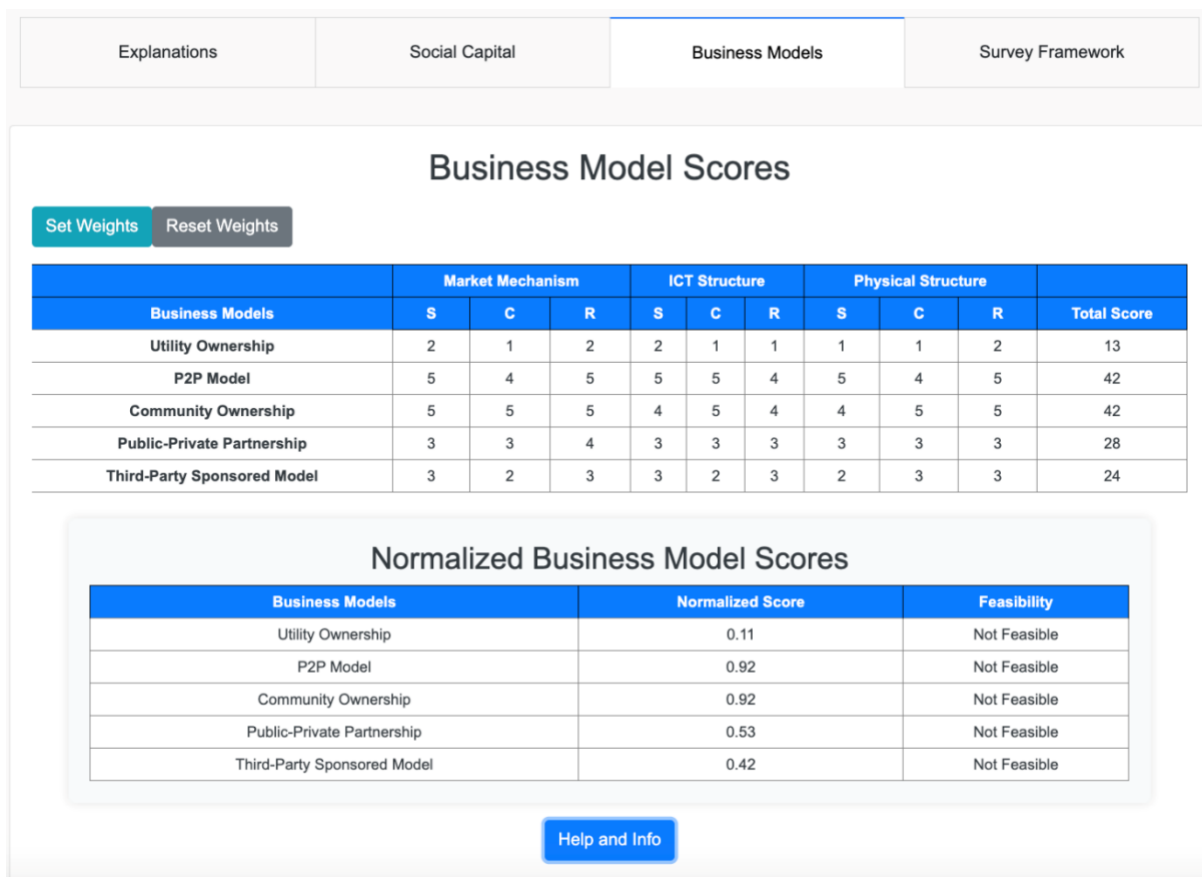 Explanations Social Capital Business Models Survey Framework
Business Model Scores
Set Weights Reset Weights
Market Mechanism ICT Structure Physical Structure
Business Models S C R S C R S C R Total Score
Utility Ownership 2 1 2 2 1 1 1 1 2 13
P2P Model 5 4 5 5 5 4 5 4 5 42
Community Ownership 5 5 5 4 5 4 4 5 5 42
Public-Private Partnership 3 3 4 3 3 3 3 3 3 28
Third-Party Sponsored Model 3 2 3 3 2 3 2 3 3 24
Normalized Business Model Scores
Business Models Normalized Score Feasibility
Utility Ownership 0.11 Not Feasible
P2P Model 0.92 Not Feasible
Community Ownership 0.92 Not Feasible
Public-Private Partnership 0.53 Not Feasible
Third-Party Sponsored Model 0.42 Not Feasible
Help and Info